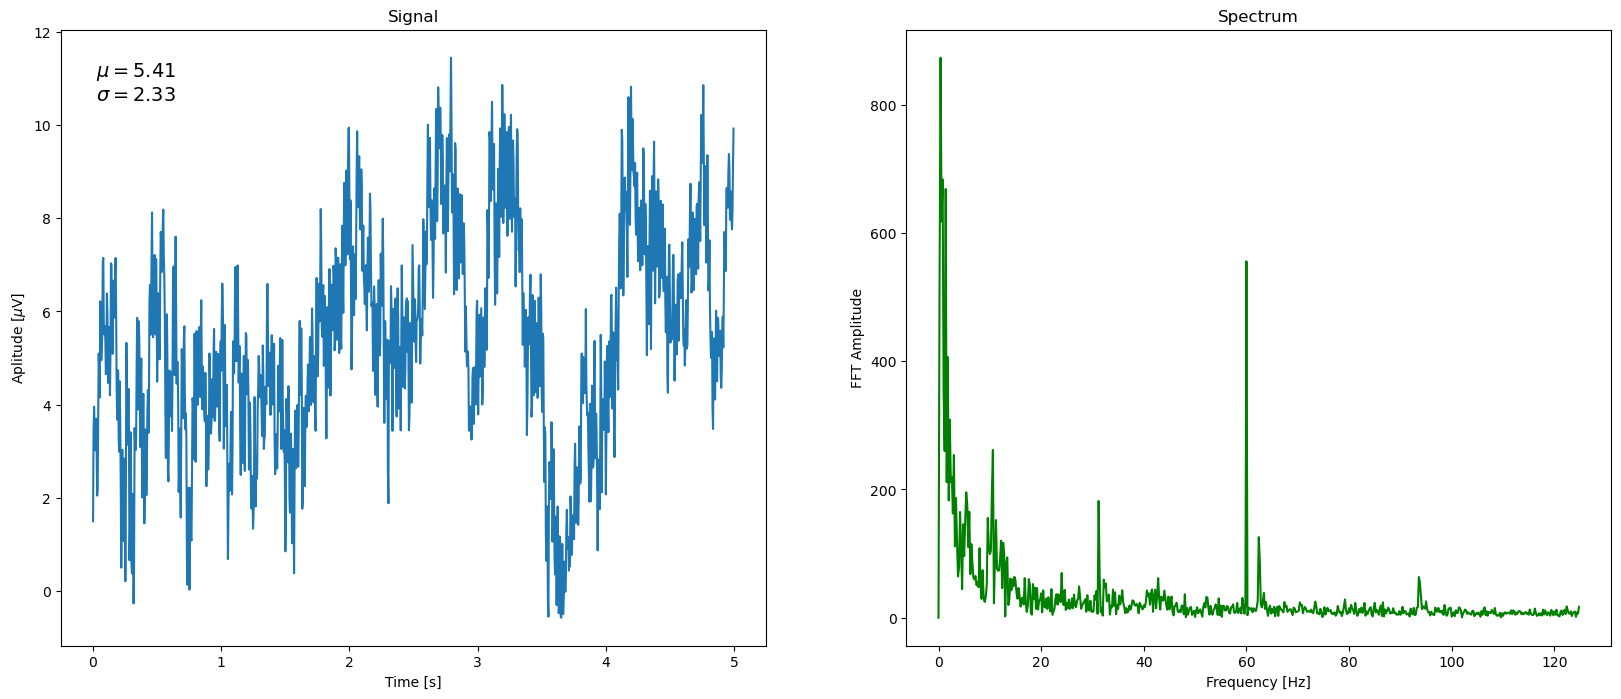 Signal
μ = 5.41
σ = 2.33
12
10
8
6
4
2
0
Aplitude [μV]
0 1 2 3 4 5
Time [s]
Spectrum
800
600
400
200
0
FFT Amplitude
0 20 40 60 80 100 120
Frequency [Hz]